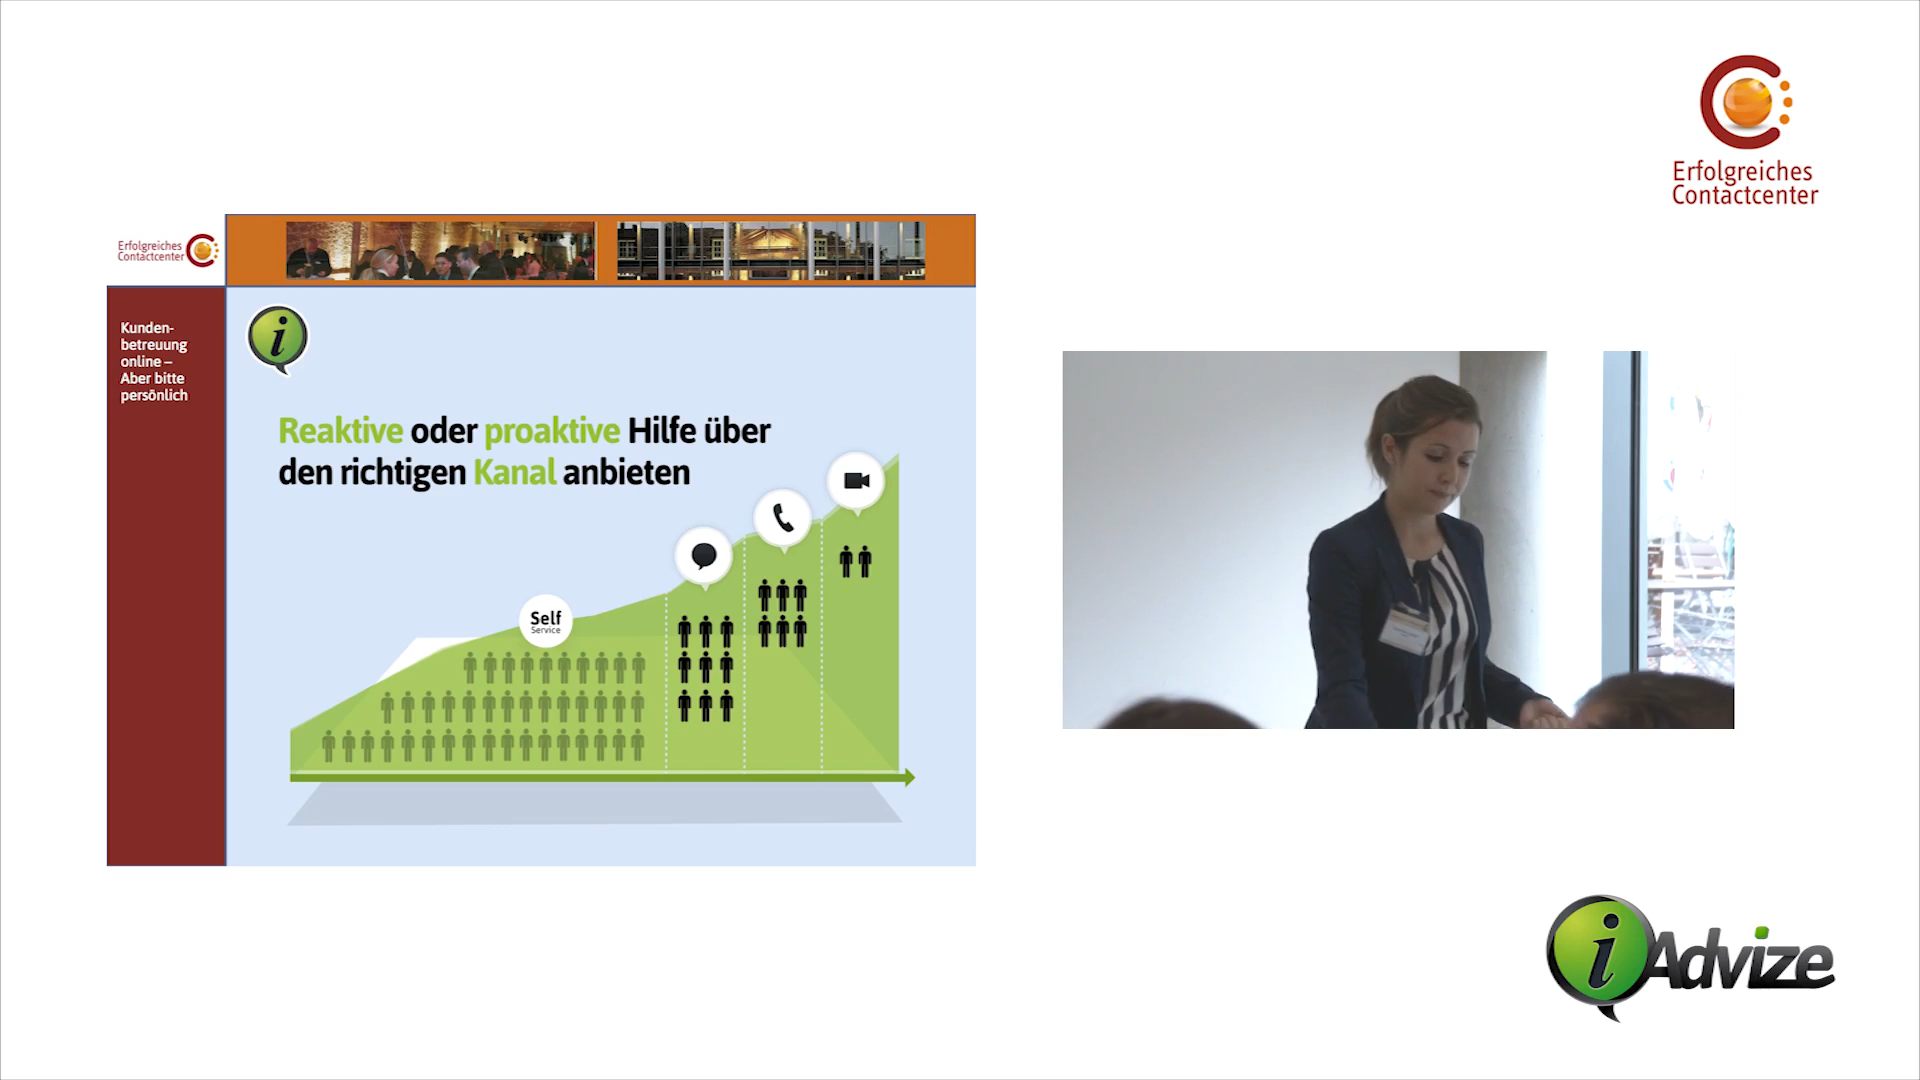 Erfolgreiches
Contactcenter
Erfolgreiches
Contactcenter
Kunden-
betreuung
online –
Aber bitte
persönlich
i
Reaktive oder proaktive Hilfe über
den richtigen Kanal anbieten
Self
Service
iAdvize